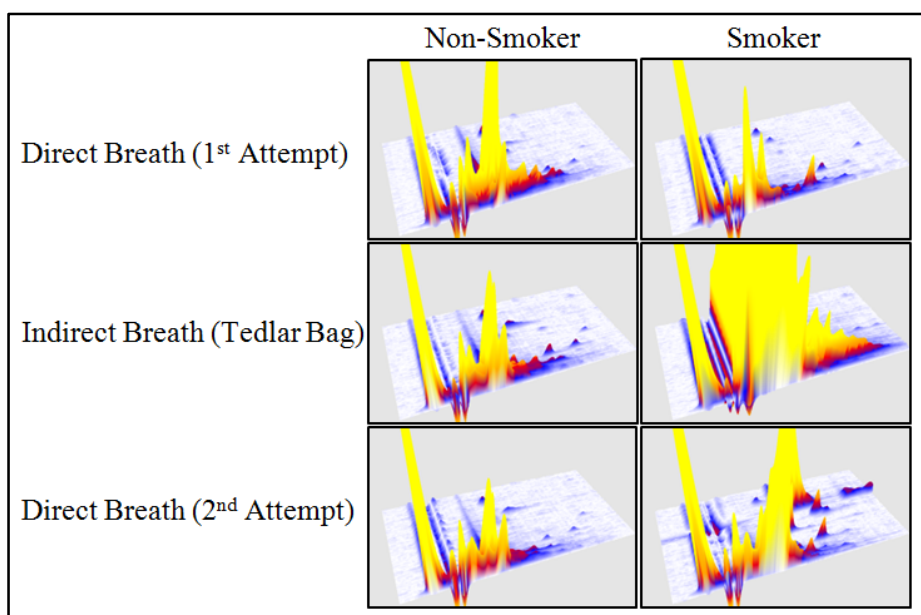 Non-Smoker Smoker
Direct Breath (1st Attempt)
Indirect Breath (Tedlar Bag)
Direct Breath (2nd Attempt)